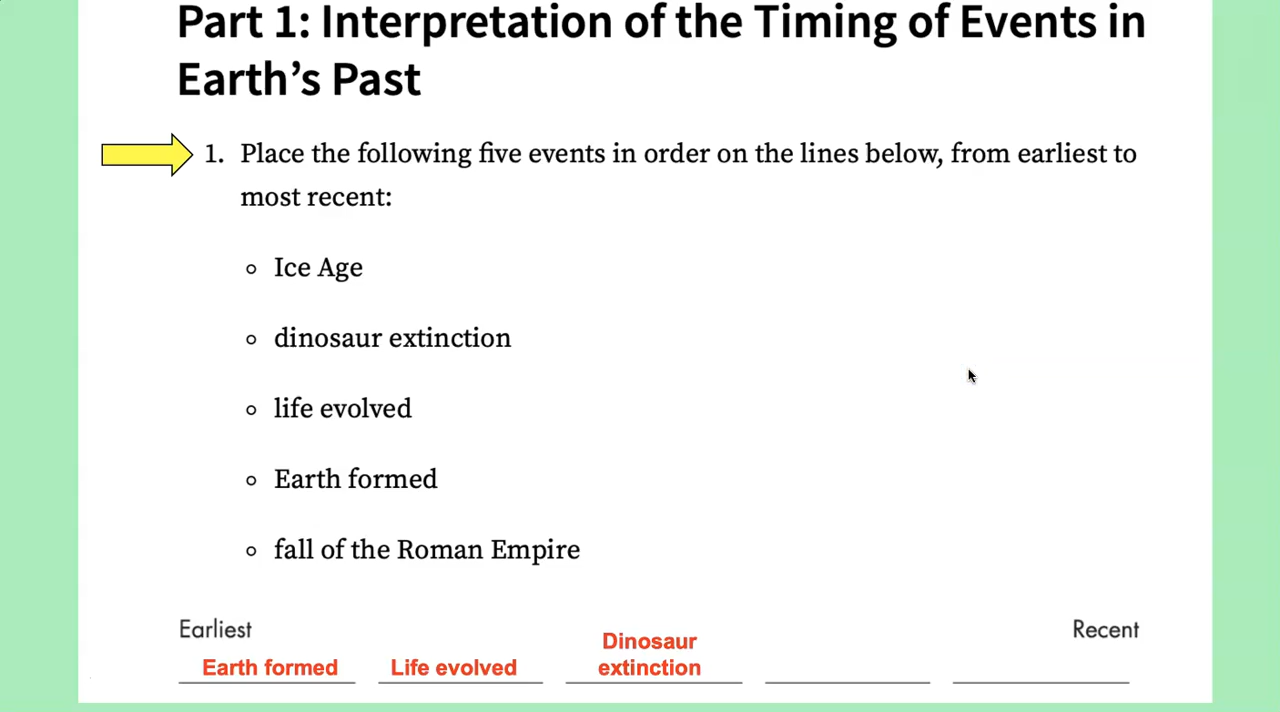 Part 1: Interpretation of the Timing of Events in
Earth’s Past
1. Place the following five events in order on the lines below, from earliest to
most recent:
Ice Age
dinosaur extinction
life evolved
Earth formed
fall of the Roman Empire
Earliest Recent
Earth formed Life evolved Dinosaur
extinction